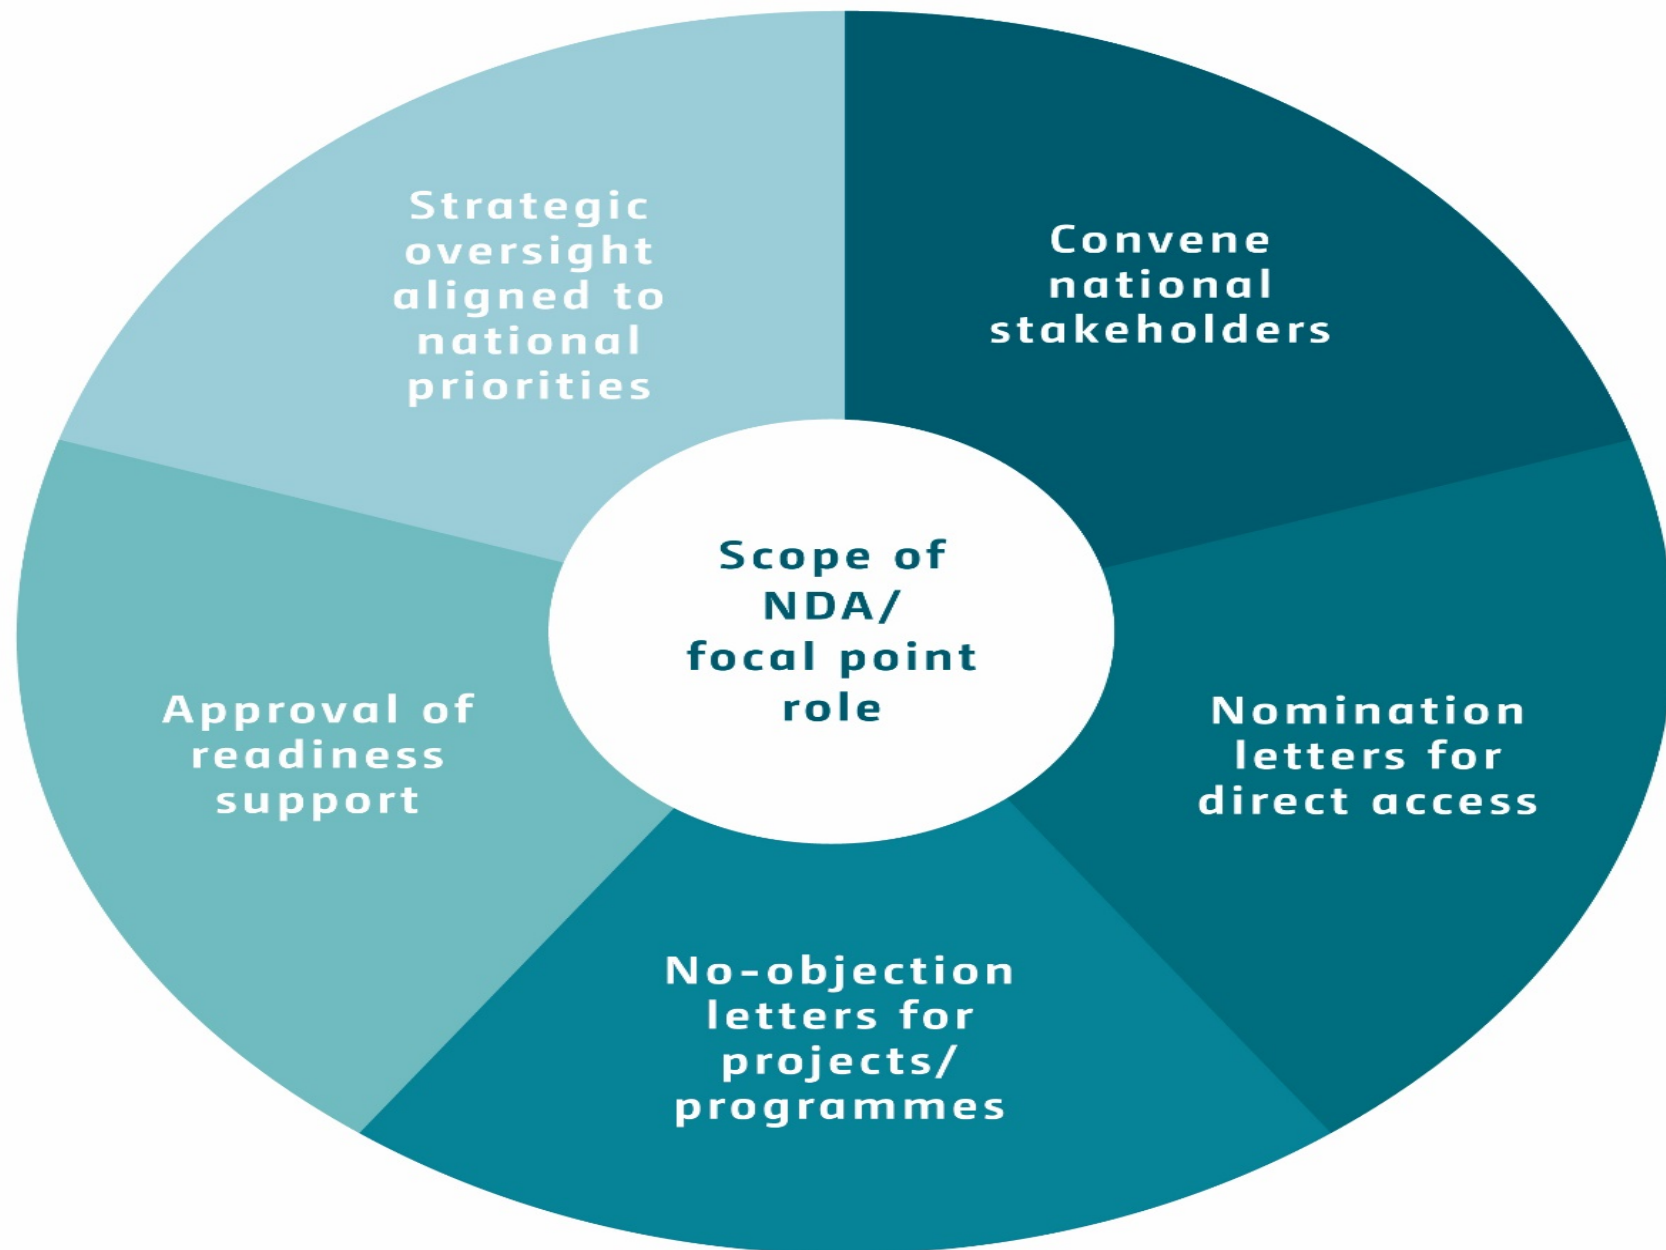 Strategic
oversight
aligned to
national
priorities
Convene
national
stakeholders
Scope of
NDA/
focal point
role
Approval of
readiness
support
Nomination
letters for
direct access
No-objection
letters for
projects/
programmes